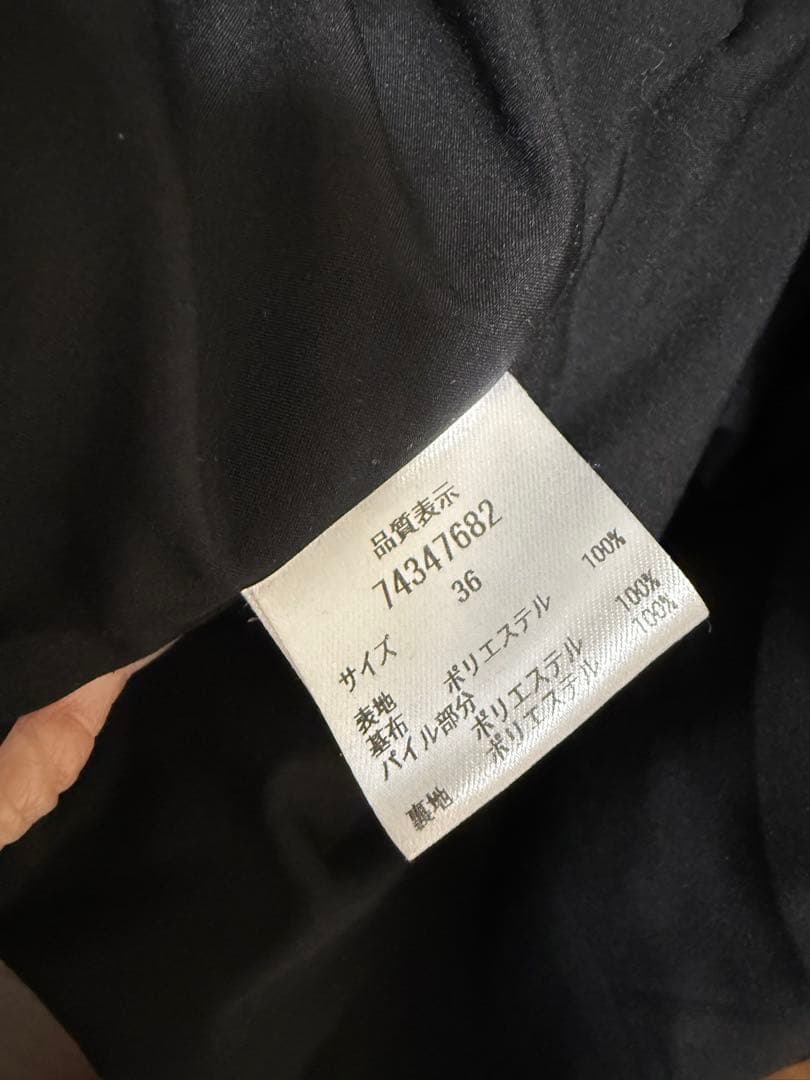 品質表示
74347682
サイズ 36
表地
基布 ポリエステル 100%
パイル部分 ポリエステル 100%
裏地 ポリエステル 100%